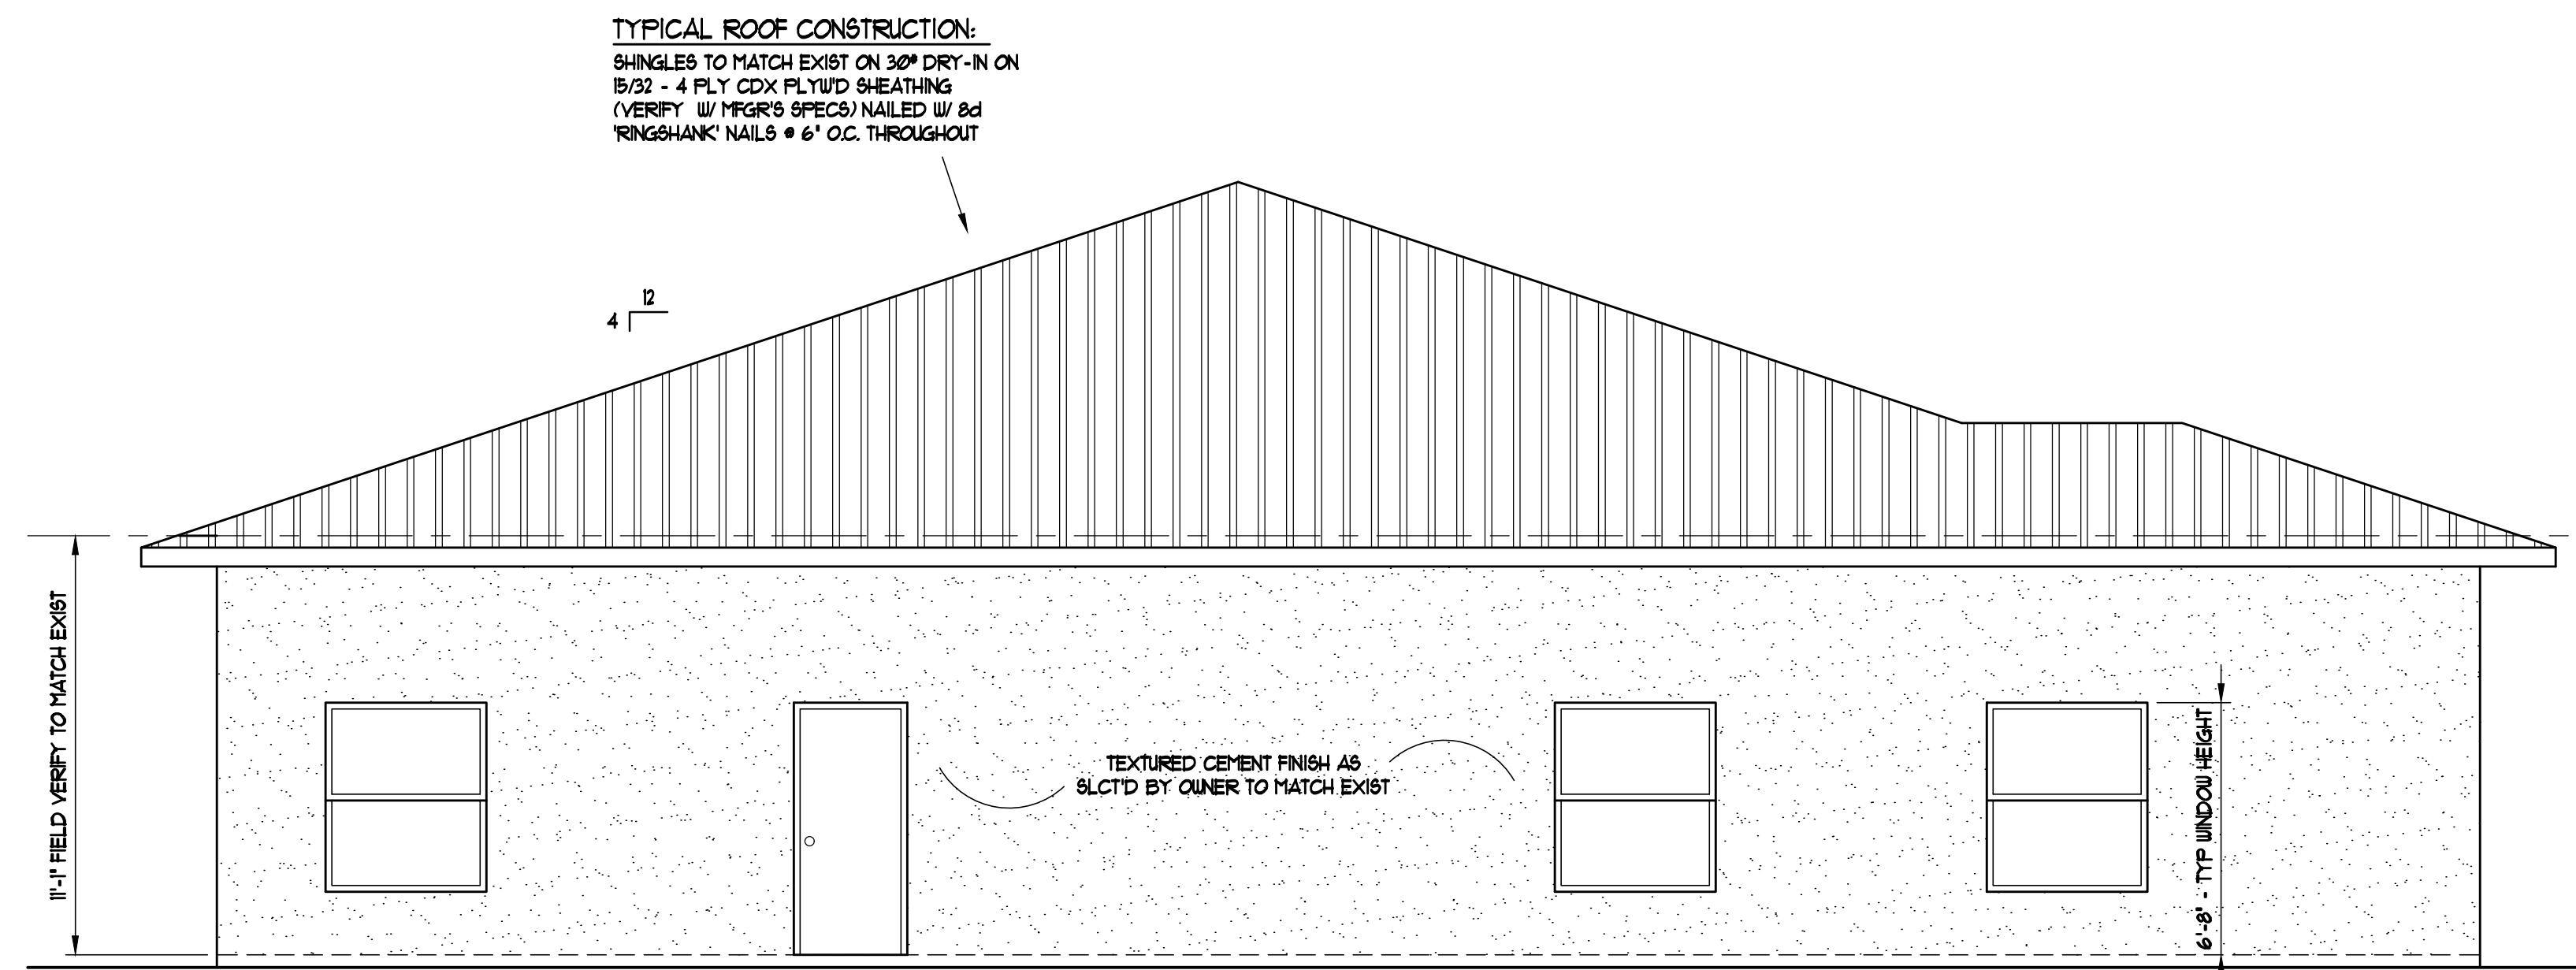 TYPICAL ROOF CONSTRUCTION:
SHINGLES TO MATCH EXIST ON 30# DRY-IN ON
15/32 - 4 PLY CDX PLYW'D SHEATHING
(VERIFY W/ MFGR'S SPECS) NAILED W/ 8d
'RINGSHANK' NAILS @ 6" O.C. THROUGHOUT
12
4
11'-1" FIELD VERIFY TO MATCH EXIST
TEXTURED CEMENT FINISH AS
SLCT'D BY OWNER TO MATCH EXIST
6'-8' - TYP WINDOW HEIGHT